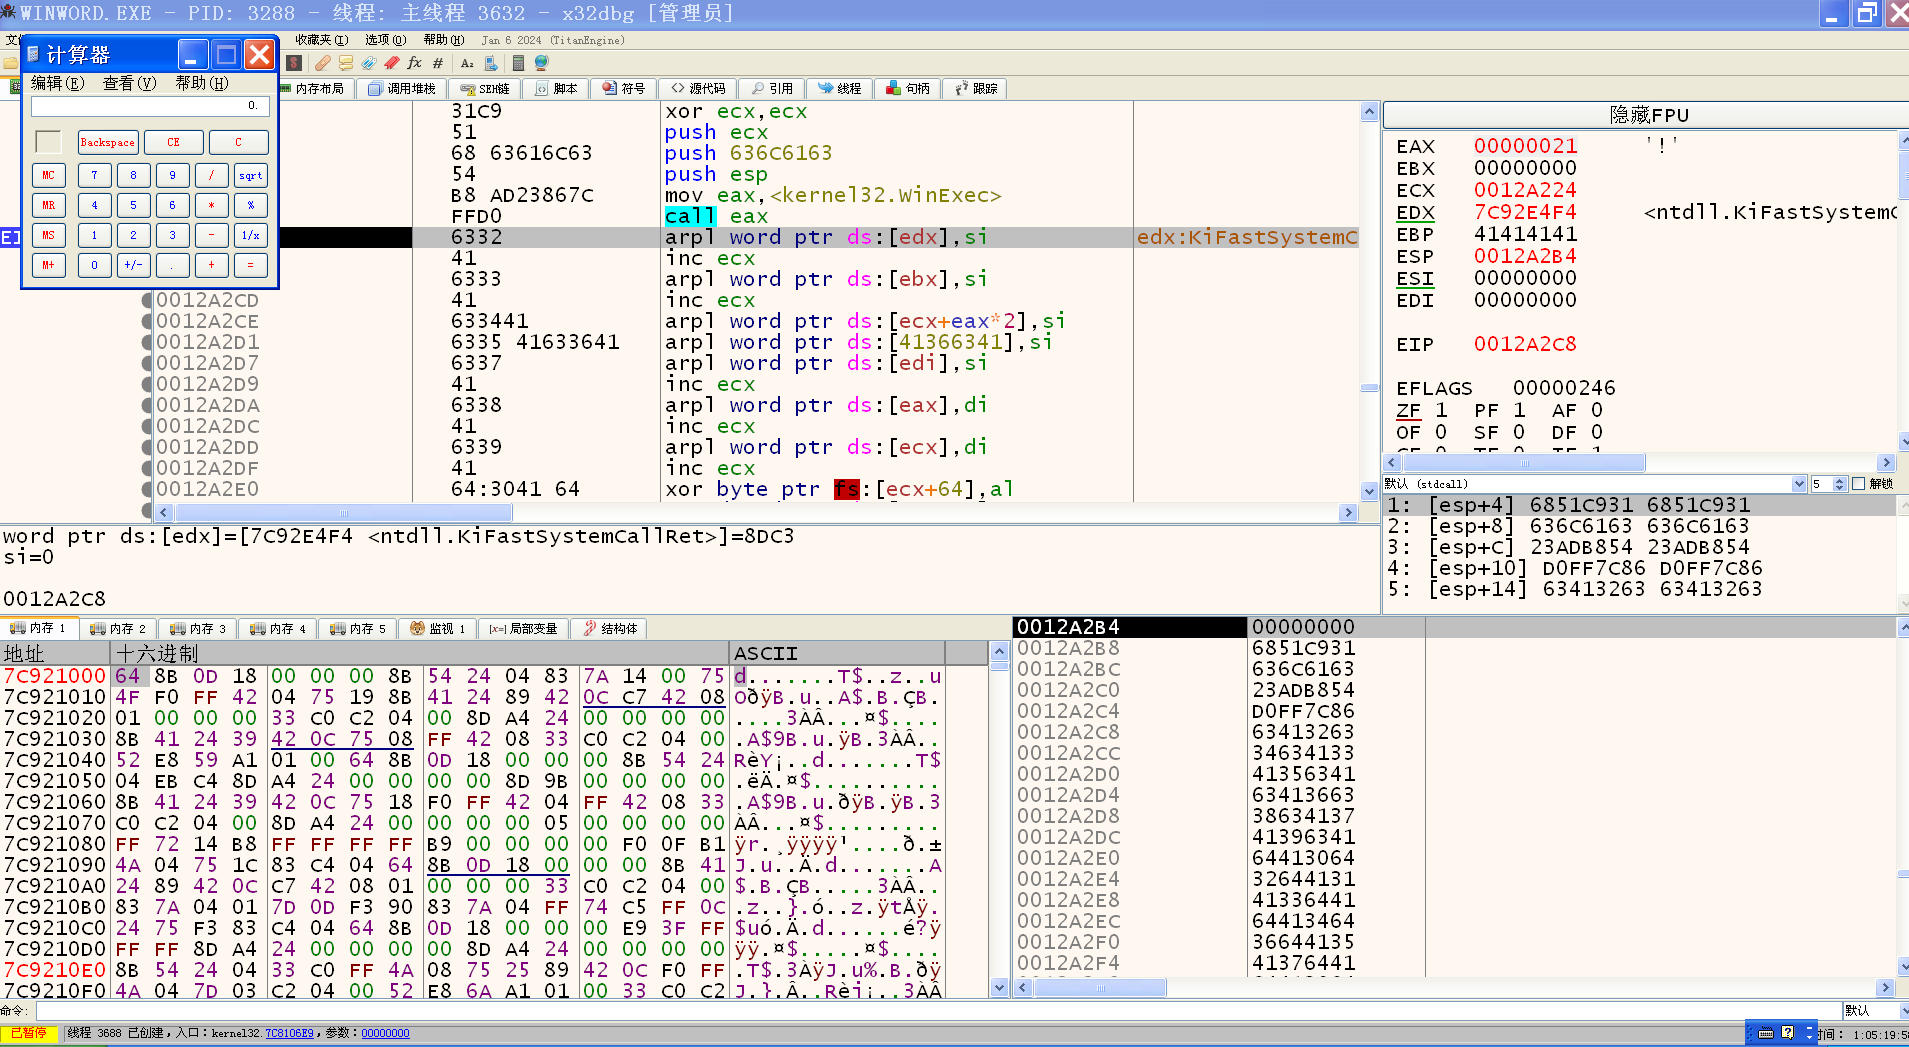 WINWORD.EXE - PID: 3288 - 线程: 主线程 3632 - x32dbg [管理员]
收藏夹(I) 选项(O) 帮助(H) Jan 6 2024 (TitanEngine)
计算器
编辑(E) 查看(V) 帮助(H)
0.
Backspace CE C
MC 7 8 9 / sqrt
MR 4 5 6 * %
MS 1 2 3 - 1/x
M+ 0 +/- . + =
内存布局 调用堆栈 SEH链 脚本 符号 源代码 引用 线程 句柄 跟踪
31C9 xor ecx,ecx
51 push ecx
68 63616C63 push 636C6163
54 push esp
B8 AD23867C mov eax,<kernel32.WinExec>
FFD0 call eax
6332 arpl word ptr ds:[edx],si edx:KiFastSystemC
41 inc ecx
6333 arpl word ptr ds:[ebx],si
0012A2CD 41 inc ecx
0012A2CE 633441 arpl word ptr ds:[ecx+eax*2],si
0012A2D1 6335 41633641 arpl word ptr ds:[41366341],si
0012A2D7 6337 arpl word ptr ds:[edi],si
0012A2D9 41 inc ecx
0012A2DA 6338 arpl word ptr ds:[eax],di
0012A2DC 41 inc ecx
0012A2DD 6339 arpl word ptr ds:[ecx],di
0012A2DF 41 inc ecx
0012A2E0 64:3041 64 xor byte ptr fs:[ecx+64],al
隐藏FPU
EAX 00000021 '!'
EBX 00000000
ECX 0012A224
EDX 7C92E4F4 <ntdll.KiFastSystemC
EBP 41414141
ESP 0012A2B4
ESI 00000000
EDI 00000000
EIP 0012A2C8
EFLAGS 00000246
ZF 1 PF 1 AF 0
OF 0 SF 0 DF 0
默认 (stdcall) 5 解锁
1: [esp+4] 6851C931 6851C931
2: [esp+8] 636C6163 636C6163
3: [esp+C] 23ADB854 23ADB854
4: [esp+10] D0FF7C86 D0FF7C86
5: [esp+14] 63413263 63413263
word ptr ds:[edx]=[7C92E4F4 <ntdll.KiFastSystemCallRet>]=8DC3
si=0
0012A2C8
内存 1 内存 2 内存 3 内存 4 内存 5 监视 1 [x=]局部变量 结构体
地址 十六进制 ASCII
7C921000 64 8B 0D 18 00 00 00 8B 54 24 04 83 7A 14 00 75 d.......T$..z..u
7C921010 4F F0 FF 42 04 75 19 8B 41 24 89 42 0C C7 42 08 OðÿB.u..A$.B.ÇB.
7C921020 01 00 00 00 33 C0 C2 04 00 8D A4 24 00 00 00 00 ....3ÀÂ...¤$....
7C921030 8B 41 24 39 42 0C 75 08 FF 42 08 33 C0 C2 04 00 .A$9B.u.ÿB.3ÀÂ..
7C921040 52 E8 59 A1 01 00 64 8B 0D 18 00 00 00 8B 54 24 RèY¡..d.......T$
7C921050 04 EB C4 8D A4 24 00 00 00 00 00 8D 9B 00 00 00 00 .ëÄ.¤$..........
7C921060 8B 41 24 39 42 0C 75 18 F0 FF 42 04 FF 42 08 33 .A$9B.u.ðÿB.ÿB.3
7C921070 C0 C2 04 00 8D A4 24 00 00 00 00 00 05 00 00 00 ÀÂ...¤$.........
7C921080 FF 72 14 B8 FF FF FF FF B9 00 00 00 00 F0 0F B1 ÿr.¸ÿÿÿÿ¹....ð.±
7C921090 4A 04 75 1C 83 C4 04 64 8B 0D 18 00 00 00 8B 41 J.u..Ä.d.......A
7C9210A0 24 89 42 0C C7 42 08 01 00 00 00 33 C0 C2 04 00 $.B.ÇB.....3ÀÂ..
7C9210B0 83 7A 04 01 7D 0D F3 90 83 7A 04 FF 74 C5 FF 0C .z..}.ó..z.ÿtÅÿ.
7C9210C0 24 75 F3 83 C4 04 64 8B 0D 18 00 00 00 E9 3F FF $uó.Ä.d......é?ÿ
7C9210D0 FF FF 8D A4 24 00 00 00 00 8D A4 24 00 00 00 00 ÿÿ.¤$.....¤$....
7C9210E0 8B 54 24 04 33 C0 FF 4A 08 75 25 89 42 0C F0 FF .T$.3ÀÿJ.u%.B.ðÿ
7C9210F0 4A 04 7D 03 C2 04 00 52 E8 6A A1 01 00 33 C0 C2 J.}.Â..Rèj¡..3ÀÂ
0012A2B4 00000000
0012A2B8 6851C931
0012A2BC 636C6163
0012A2C0 23ADB854
0012A2C4 D0FF7C86
0012A2C8 63413263
0012A2CC 34634133
0012A2D0 41356341
0012A2D4 63413663
0012A2D8 38634137
0012A2DC 41396341
0012A2E0 64413064
0012A2E4 32644131
0012A2E8 41336441
0012A2EC 64413464
0012A2F0 36644135
0012A2F4 41376441
命令: 默认
已暂停 线程 3688 已创建，入口：kernel32.7C8106E9，参数：00000000 时间： 1:05:19:5